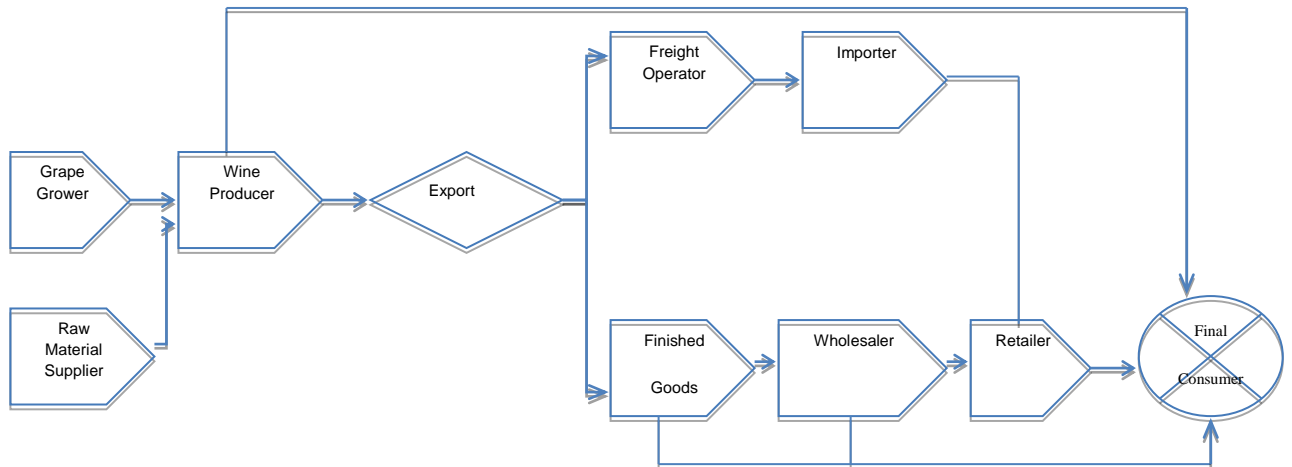 Freight
Operator
Importer
Grape
Grower
Wine
Producer
Export
Raw
Material
Supplier
Finished
Goods
Wholesaler
Retailer
Final
Consumer